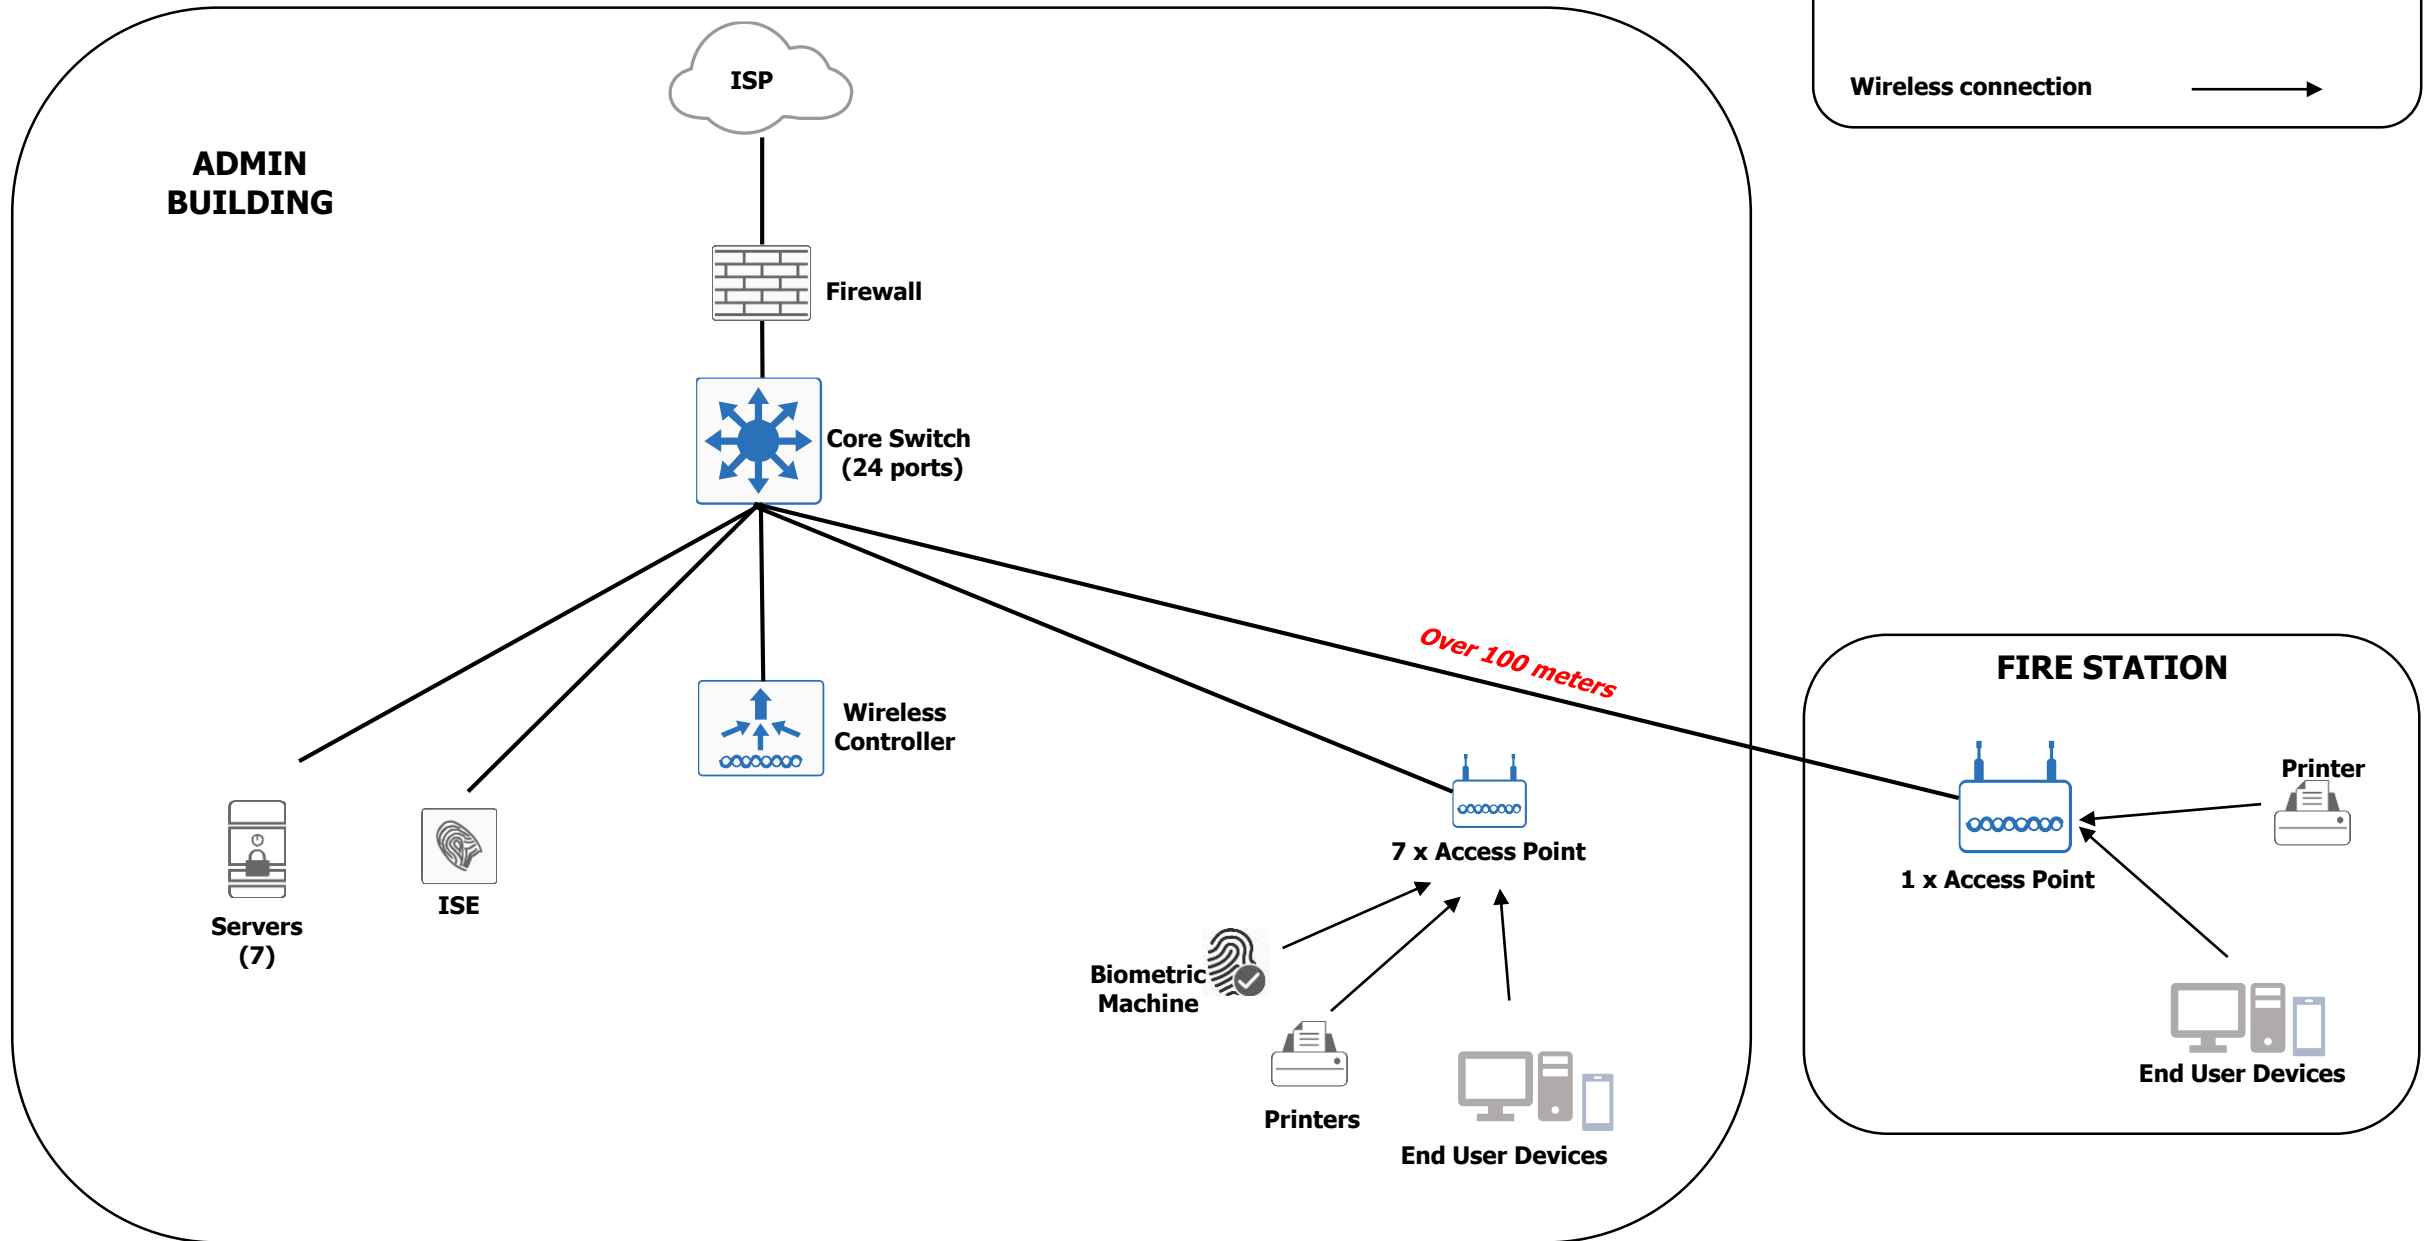 ISP
Wireless connection
ADMIN
BUILDING
Firewall
Core Switch
(24 ports)
Over 100 meters
FIRE STATION
Wireless
Controller
Printer
7 x Access Point
1 x Access Point
ISE
Servers
(7)
Biometric
Machine
End User Devices
Printers
End User Devices